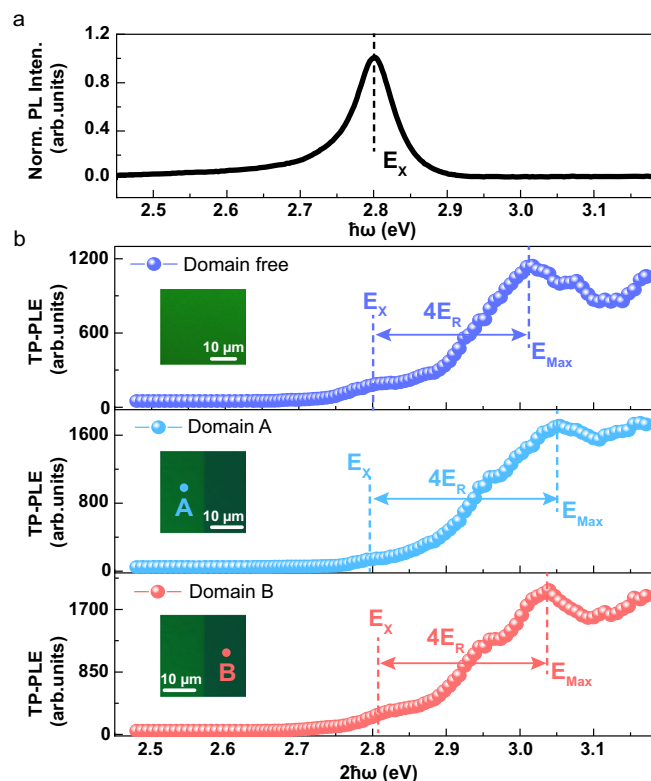 a
1.2
0.8
0.4
0.0
Norm. PL Inten.
(arb.units)
E_X
2.5 2.6 2.7 2.8 2.9 3.0 3.1
ħω (eV)
b
1200
600
0
TP-PLE
(arb.units)
Domain free
10 μm
E_X
4E_R
E_Max
1600
800
0
TP-PLE
(arb.units)
Domain A
A
10 μm
E_X
4E_R
E_Max
1700
850
0
TP-PLE
(arb.units)
Domain B
B
10 μm
E_X
4E_R
E_Max
2.5 2.6 2.7 2.8 2.9 3.0 3.1
2ħω (eV)